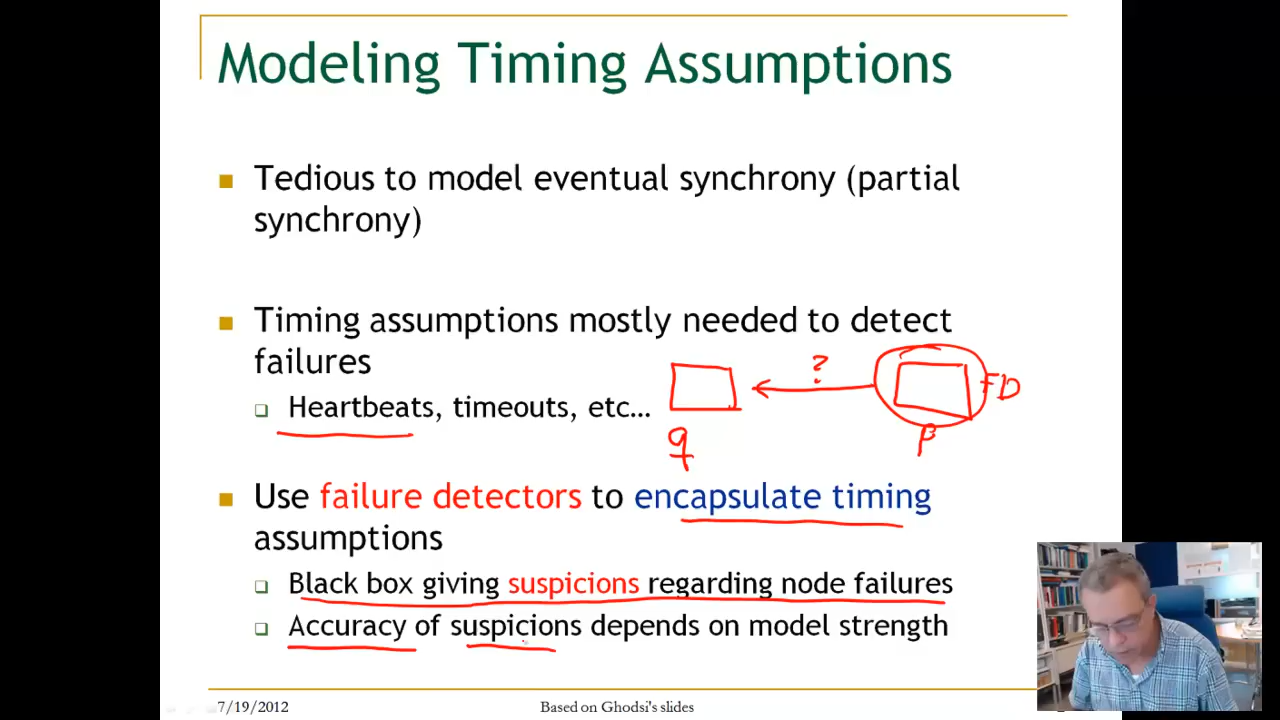 Modeling Timing Assumptions
Tedious to model eventual synchrony (partial
synchrony)
Timing assumptions mostly needed to detect
failures
Heartbeats, timeouts, etc…
?
FD
q
p
Use failure detectors to encapsulate timing
assumptions
Black box giving suspicions regarding node failures
Accuracy of suspicions depends on model strength
7/19/2012
Based on Ghodsi's slides